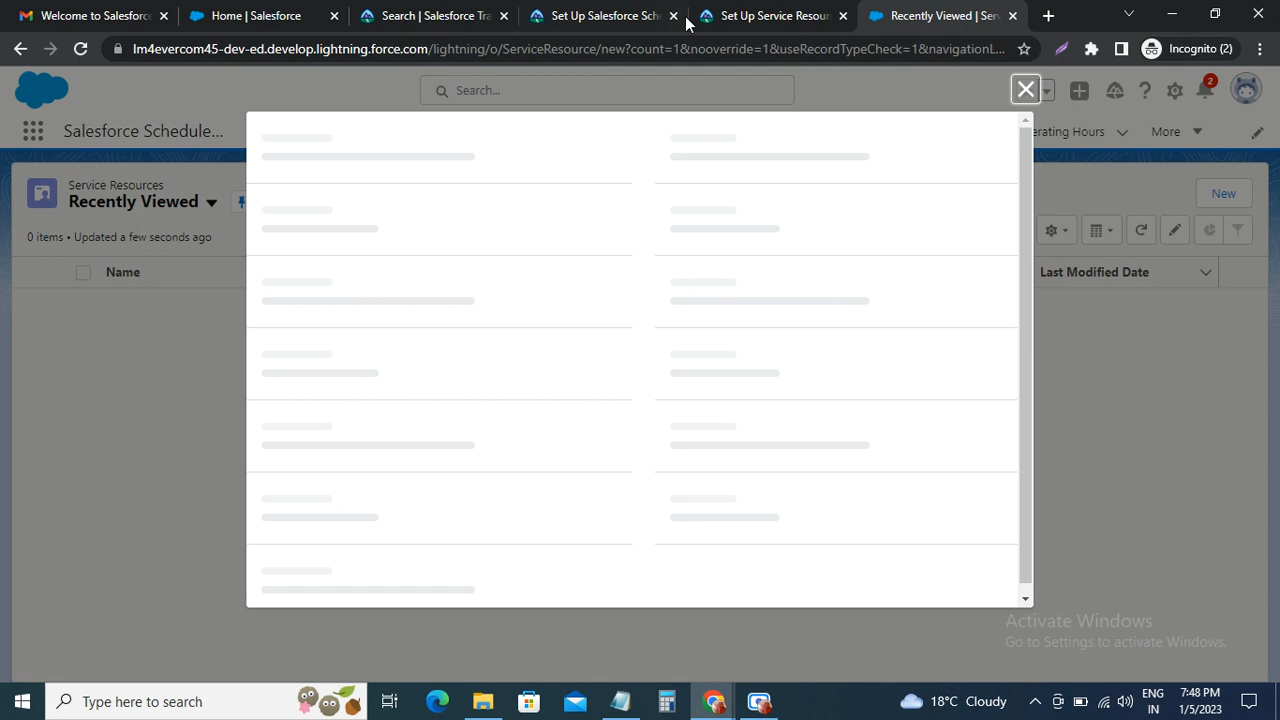 Welcome to Salesforc
Home | Salesforce
Search | Salesforce Tra
Set Up Salesforce Sch
Set Up Service Resour
Recently Viewed | Serv
lm4evercom45-dev-ed.develop.lightning.force.com/lightning/o/ServiceResource/new?count=1&nooverride=1&useRecordTypeCheck=1&navigationL...
Incognito (2)
Search...
2
Salesforce Schedule...
erating Hours
More
Service Resources
Recently Viewed
New
0 items • Updated a few seconds ago
Name
Last Modified Date
Activate Windows
Go to Settings to activate Windows.
Type here to search
18°C Cloudy
ENG
IN
7:48 PM
1/5/2023